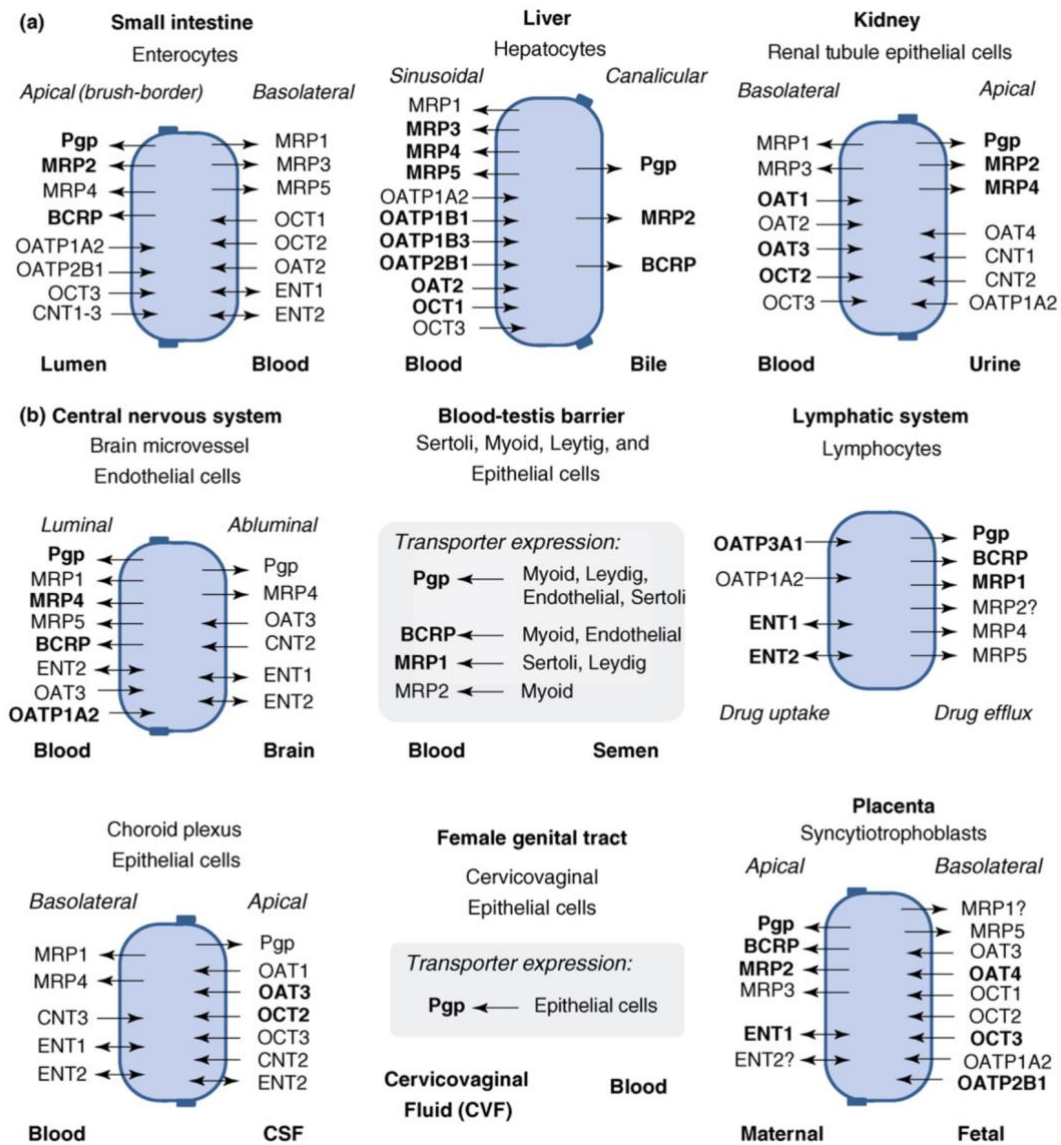 (a)
Small intestine
Enterocytes
Apical (brush-border)
Basolateral
Pgp
MRP2
MRP4
BCRP
OATP1A2
OATP2B1
OCT3
CNT1-3
MRP1
MRP3
MRP5
OCT1
OCT2
OAT2
ENT1
ENT2
Lumen
Blood
Liver
Hepatocytes
Sinusoidal
Canalicular
MRP1
MRP3
MRP4
MRP5
OATP1A2
OATP1B1
OATP1B3
OATP2B1
OAT2
OCT1
OCT3
Pgp
MRP2
BCRP
Blood
Bile
Kidney
Renal tubule epithelial cells
Basolateral
Apical
MRP1
MRP3
OAT1
OAT2
OAT3
OCT2
OCT3
Pgp
MRP2
MRP4
OAT4
CNT1
CNT2
OATP1A2
Blood
Urine
(b) Central nervous system
Brain microvessel
Endothelial cells
Luminal
Abluminal
Pgp
MRP1
MRP4
MRP5
BCRP
ENT2
OAT3
OATP1A2
Pgp
MRP4
OAT3
CNT2
ENT1
ENT2
Blood
Brain
Blood-testis barrier
Sertoli, Myoid, Leytig, and
Epithelial cells
Transporter expression:
Pgp
Myoid, Leydig,
Endothelial, Sertoli
BCRP
Myoid, Endothelial
MRP1
Sertoli, Leydig
MRP2
Myoid
Blood
Semen
Lymphatic system
Lymphocytes
OATP3A1
OATP1A2
ENT1
ENT2
Pgp
BCRP
MRP1
MRP2?
MRP4
MRP5
Drug uptake
Drug efflux
Choroid plexus
Epithelial cells
Basolateral
Apical
MRP1
MRP4
CNT3
ENT1
ENT2
Pgp
OAT1
OAT3
OCT2
OCT3
CNT2
ENT2
Blood
CSF
Female genital tract
Cervicovaginal
Epithelial cells
Transporter expression:
Pgp
Epithelial cells
Cervicovaginal
Fluid (CVF)
Blood
Placenta
Syncytiotrophoblasts
Apical
Basolateral
Pgp
BCRP
MRP2
MRP3
ENT1
ENT2?
MRP1?
MRP5
OAT3
OAT4
OCT1
OCT2
OCT3
OATP1A2
OATP2B1
Maternal
Fetal